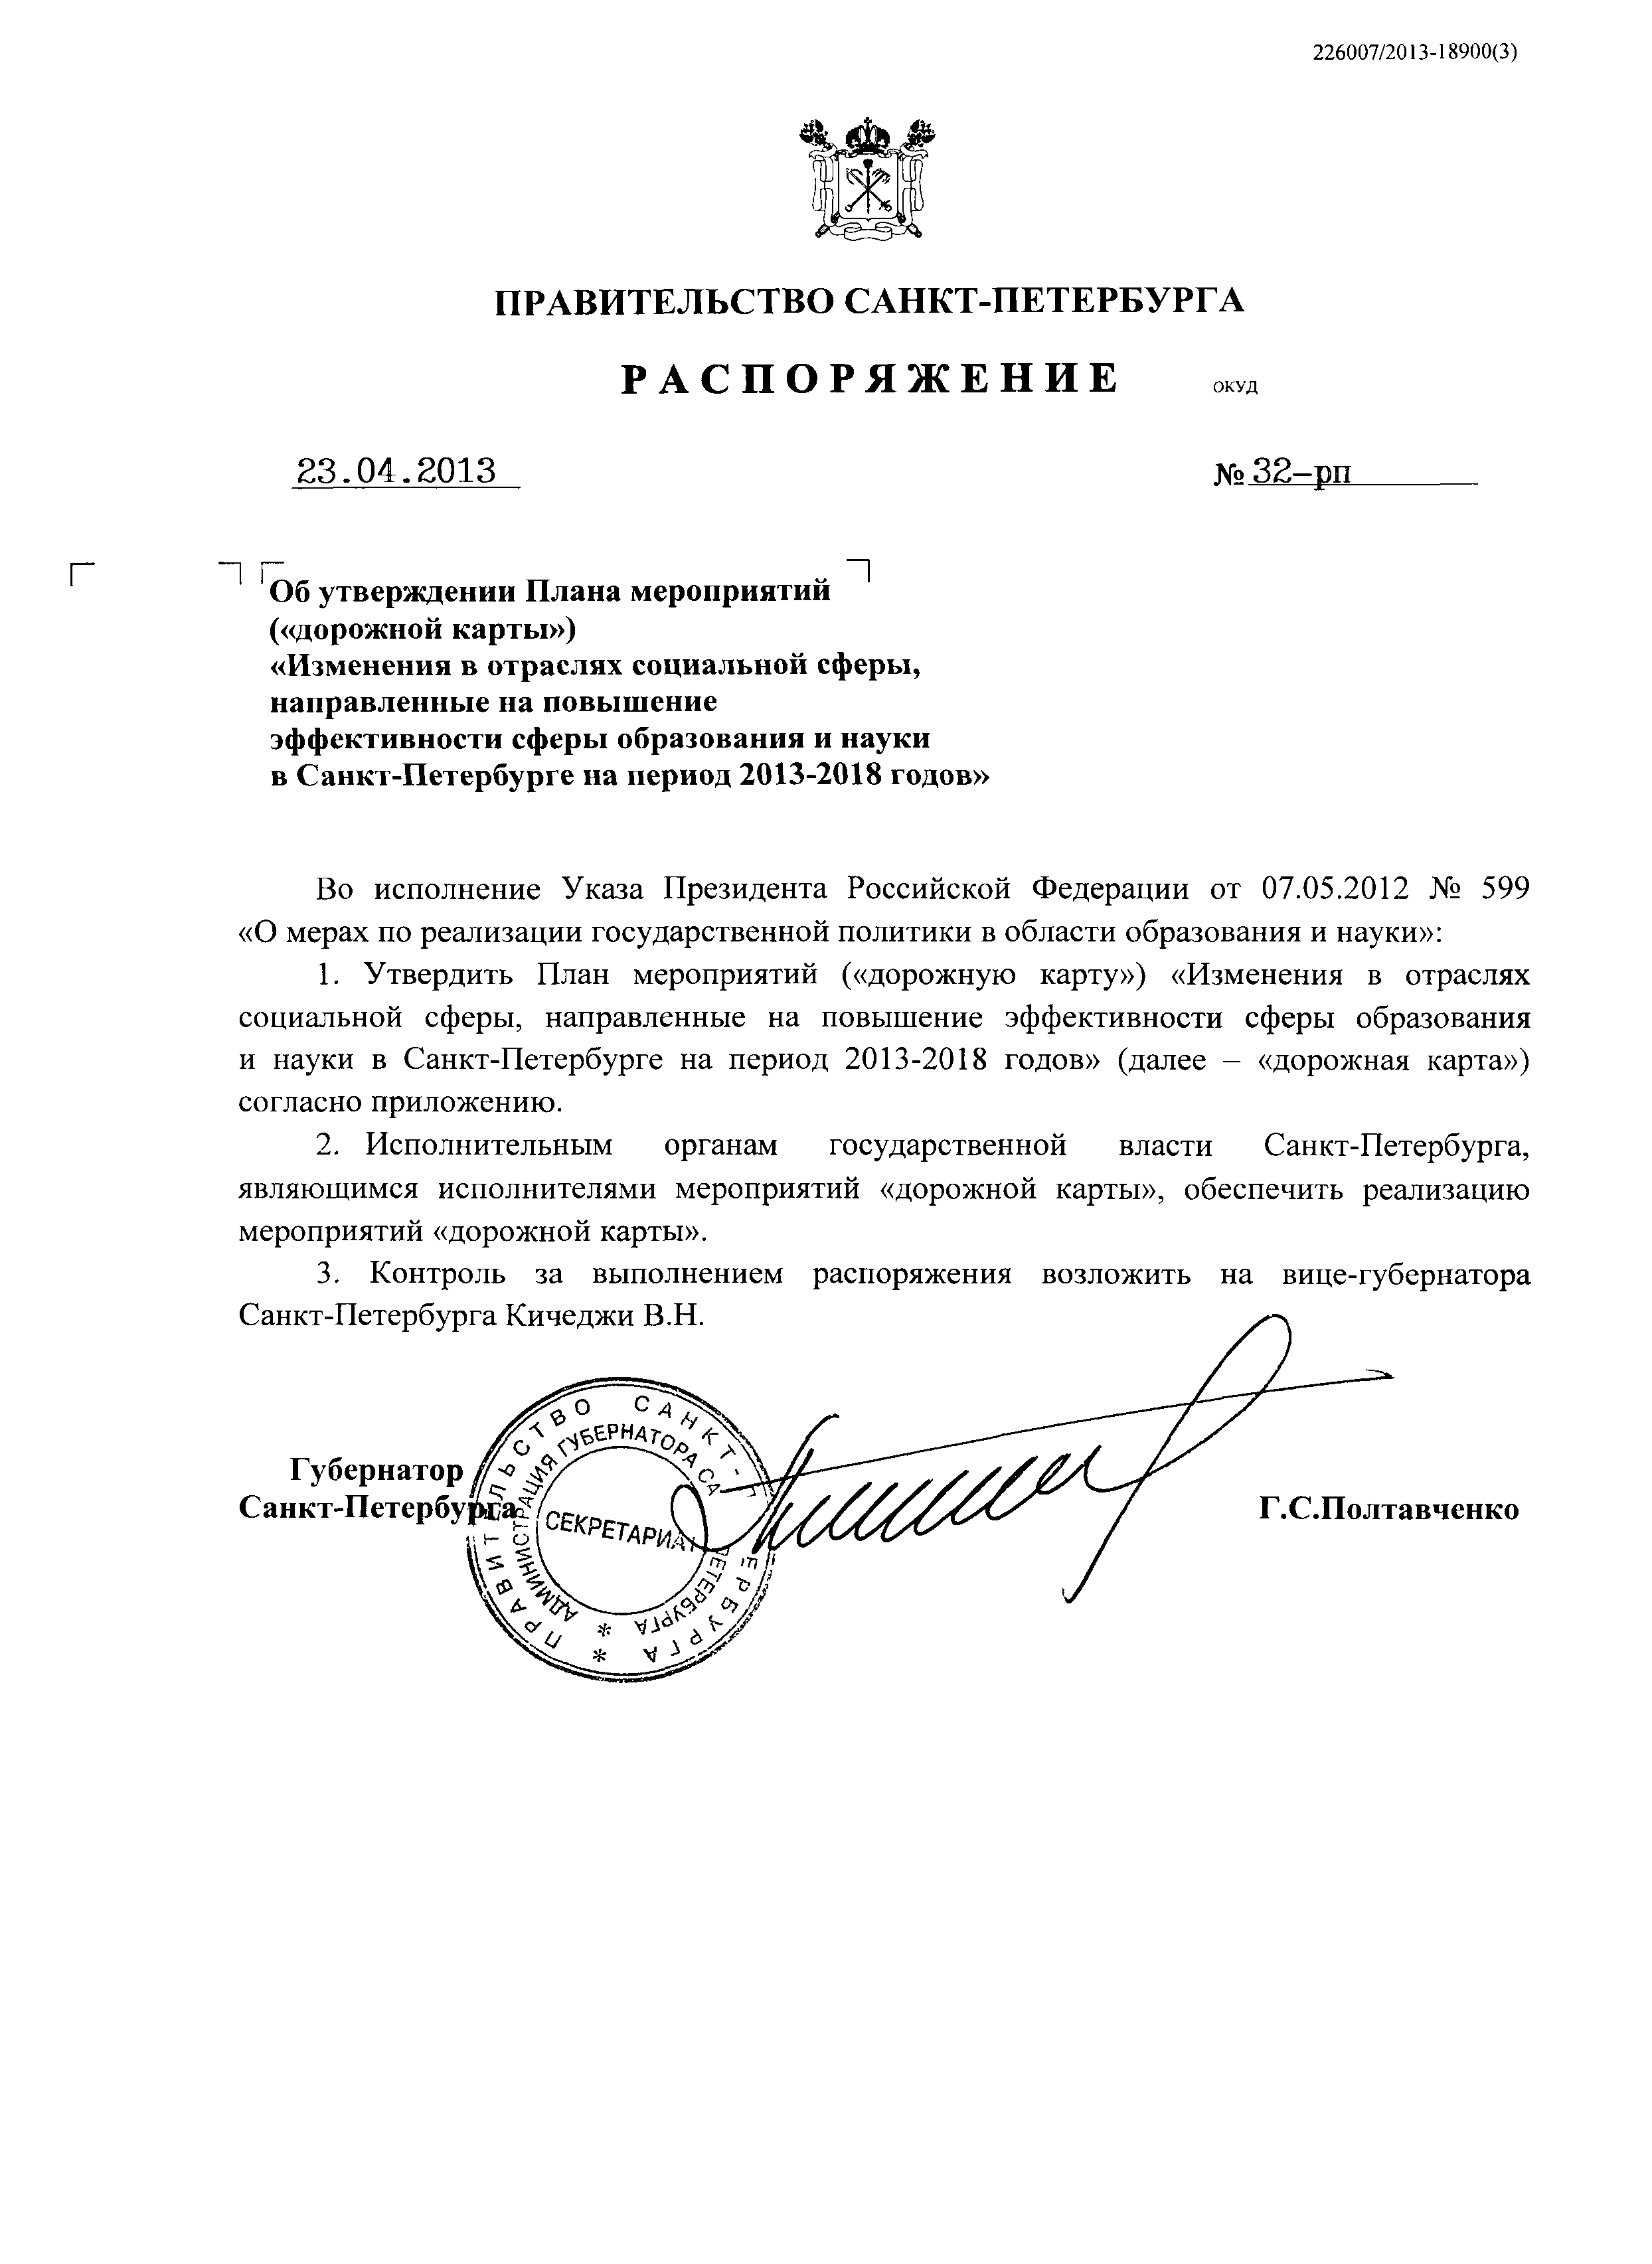 226007/2013-18900(3)
ПРАВИТЕЛЬСТВО САНКТ-ПЕТЕРБУРГА
РАСПОРЯЖЕНИЕ ОКУД
23.04.2013 № 32-рп
Об утверждении Плана мероприятий
(«дорожной карты»)
«Изменения в отраслях социальной сферы,
направленные на повышение
эффективности сферы образования и науки
в Санкт-Петербурге на период 2013-2018 годов»
Во исполнение Указа Президента Российской Федерации от 07.05.2012 № 599
«О мерах по реализации государственной политики в области образования и науки»:
1. Утвердить План мероприятий («дорожную карту») «Изменения в отраслях
социальной сферы, направленные на повышение эффективности сферы образования
и науки в Санкт-Петербурге на период 2013-2018 годов» (далее – «дорожная карта»)
согласно приложению.
2. Исполнительным органам государственной власти Санкт-Петербурга,
являющимся исполнителями мероприятий «дорожной карты», обеспечить реализацию
мероприятий «дорожной карты».
3. Контроль за выполнением распоряжения возложить на вице-губернатора
Санкт-Петербурга Кичеджи В.Н.
Губернатор
Санкт-Петербурга Г.С.Полтавченко
ПРАВИТЕЛЬСТВО САНКТ-ПЕТЕРБУРГА *
АДМИНИСТРАЦИЯ ГУБЕРНАТОРА САНКТ-ПЕТЕРБУРГА *
СЕКРЕТАРИАТ